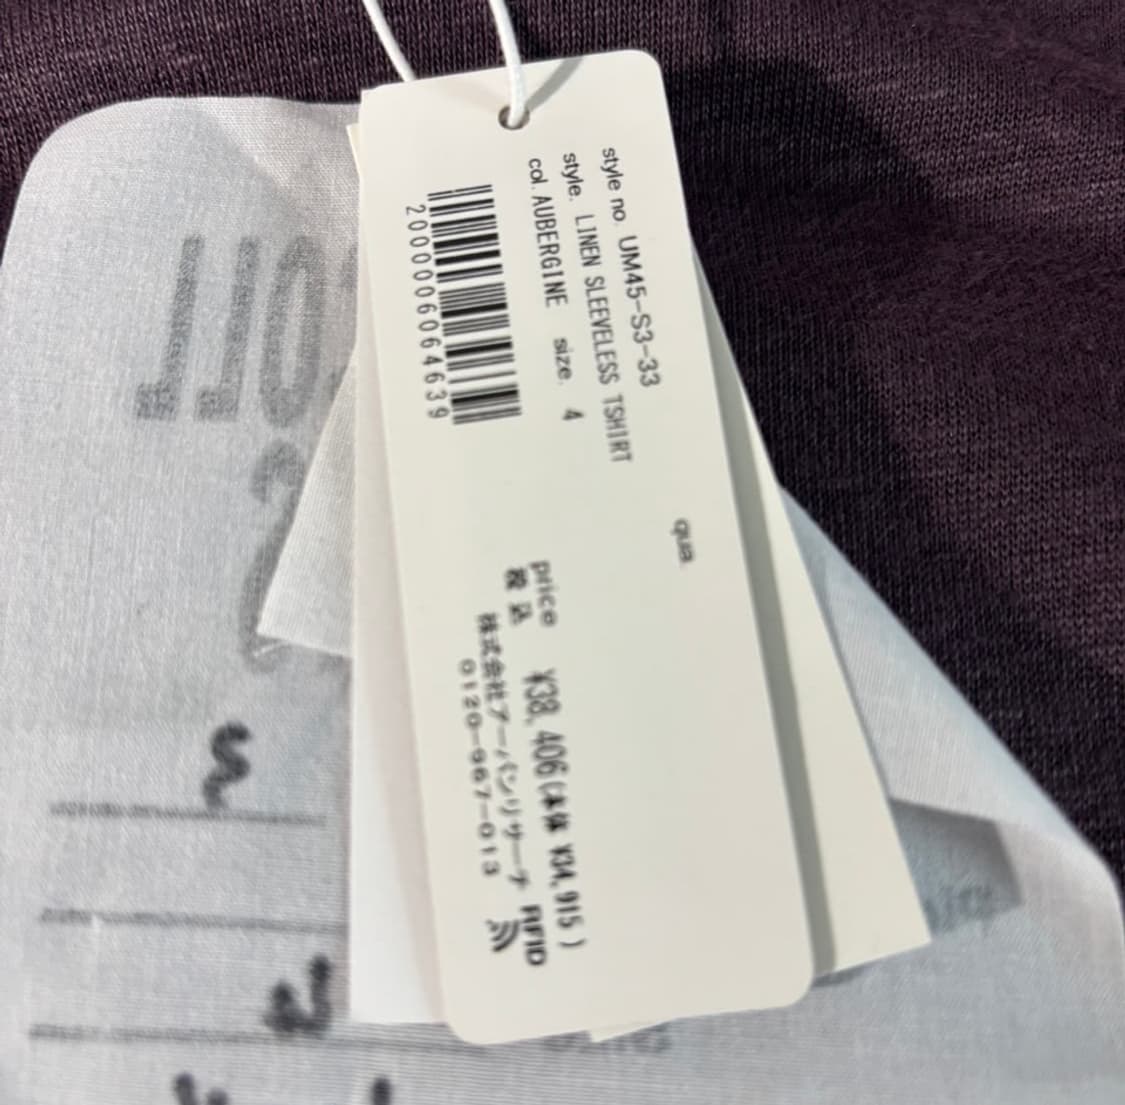 style no. UM45-S3-33
style. LINEN SLEEVELESS TSHIRT
col. AUBERGINE size. 4
2000006064639
qua.
price ¥38,406(本体 ¥34,915)
税込
株式会社アーバンリサーチ
0120-967-013
RFID